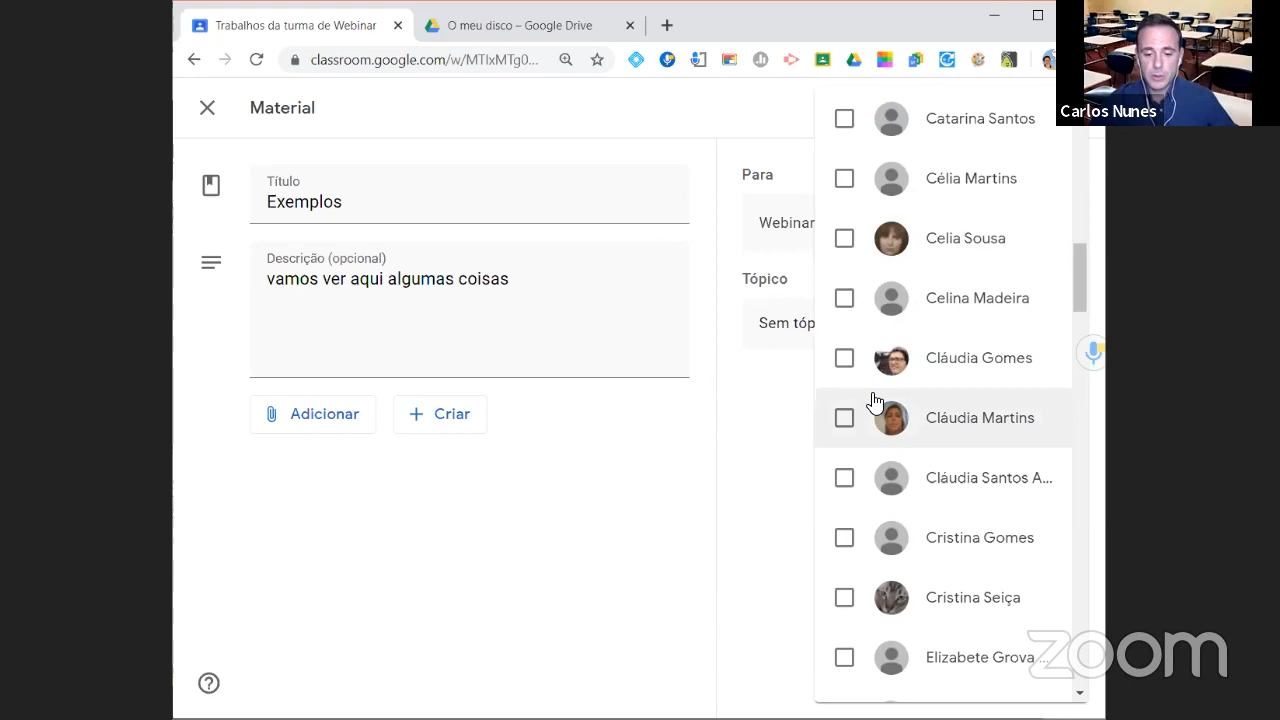 Trabalhos da turma de Webinar
O meu disco – Google Drive
classroom.google.com/c/MTIxMTg0...
Carlos Nunes
Material
Título
Exemplos
Descrição (opcional)
vamos ver aqui algumas coisas
Adicionar
Criar
Para
Webinar
Tópico
Sem tóp
Catarina Santos
Célia Martins
Celia Sousa
Celina Madeira
Cláudia Gomes
Cláudia Martins
Cláudia Santos A...
Cristina Gomes
Cristina Seiça
Elizabete Grova ...
zoom